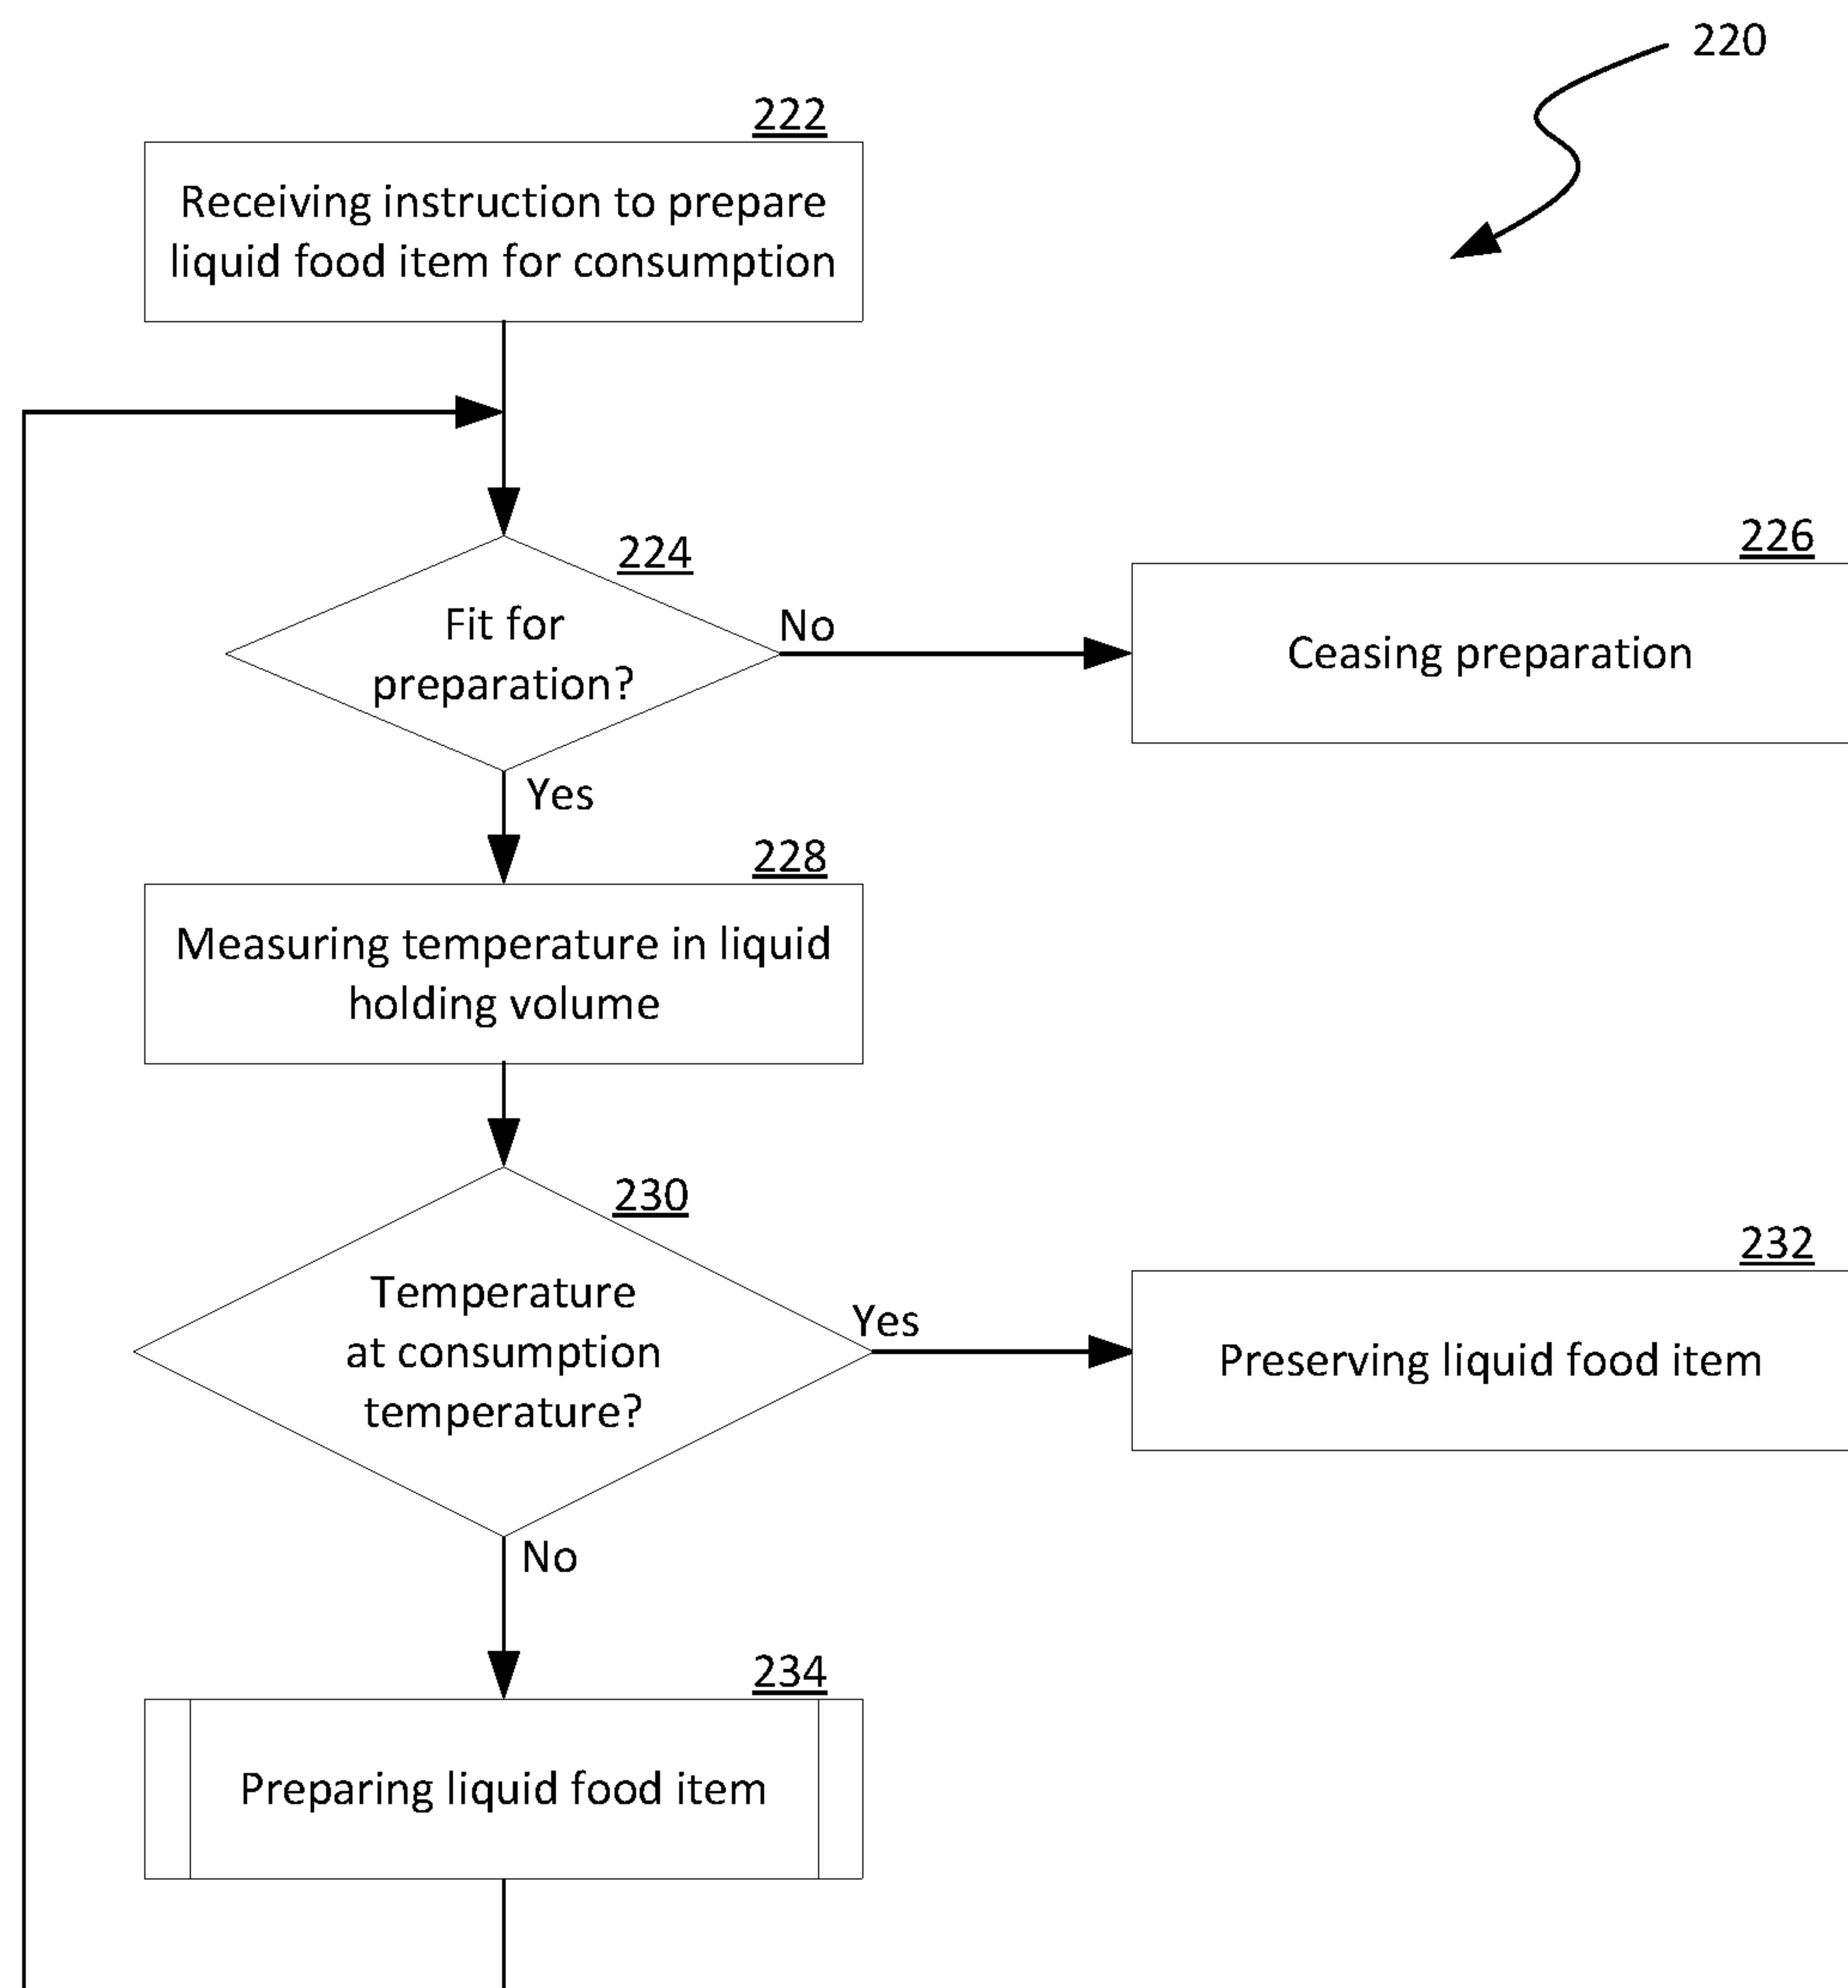 220
222
Receiving instruction to prepare
liquid food item for consumption
224
Fit for
preparation?
No
226
Ceasing preparation
Yes
228
Measuring temperature in liquid
holding volume
230
Temperature
at consumption
temperature?
Yes
232
Preserving liquid food item
No
234
Preparing liquid food item